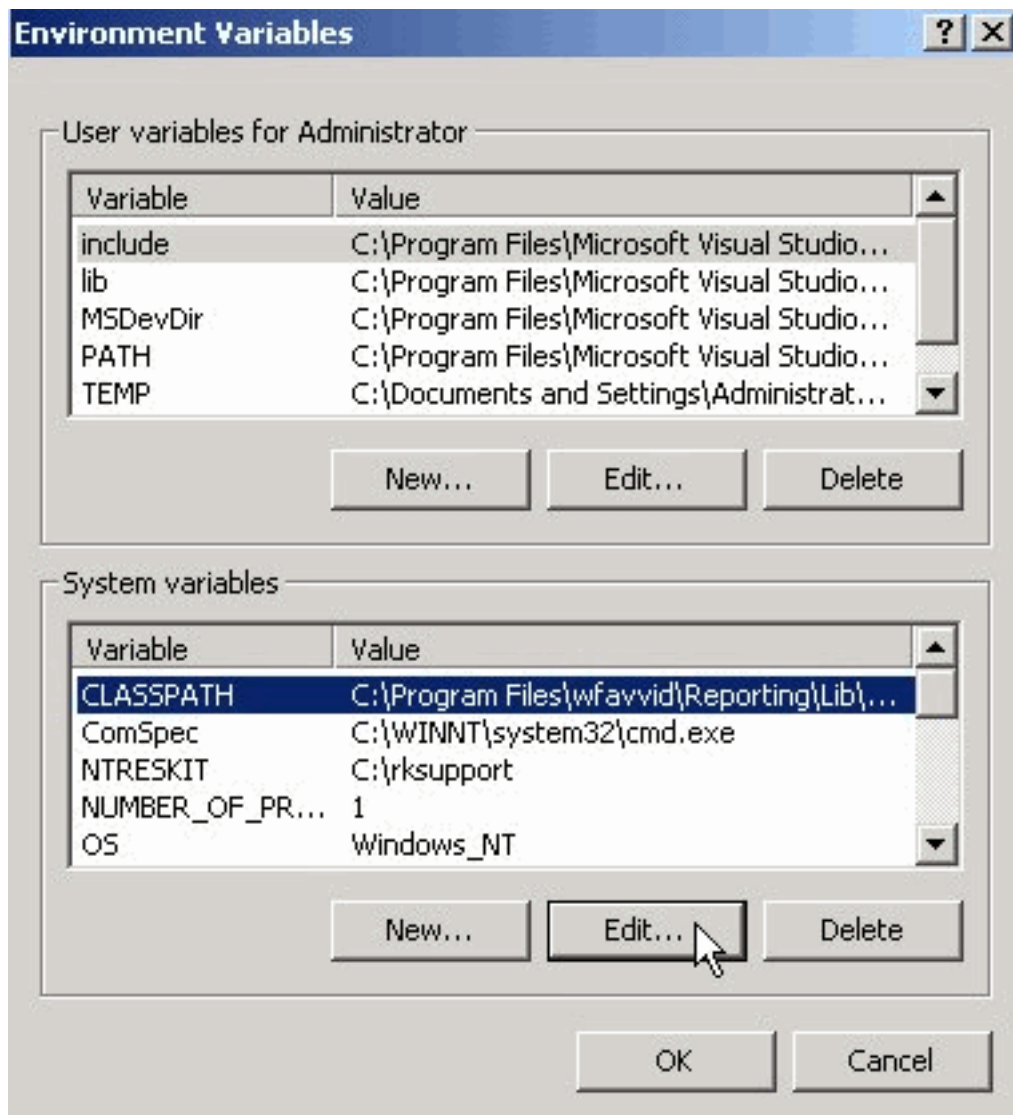 Environment Variables
User variables for Administrator
Variable Value
include C:\Program Files\Microsoft Visual Studio...
lib C:\Program Files\Microsoft Visual Studio...
MSDevDir C:\Program Files\Microsoft Visual Studio...
PATH C:\Program Files\Microsoft Visual Studio...
TEMP C:\Documents and Settings\Administrat...
New... Edit... Delete
System variables
Variable Value
CLASSPATH C:\Program Files\wfavvid\Reporting\Lib\...
ComSpec C:\WINNT\system32\cmd.exe
NTRESKIT C:\rksupport
NUMBER_OF_PR... 1
OS Windows_NT
New... Edit... Delete
OK Cancel